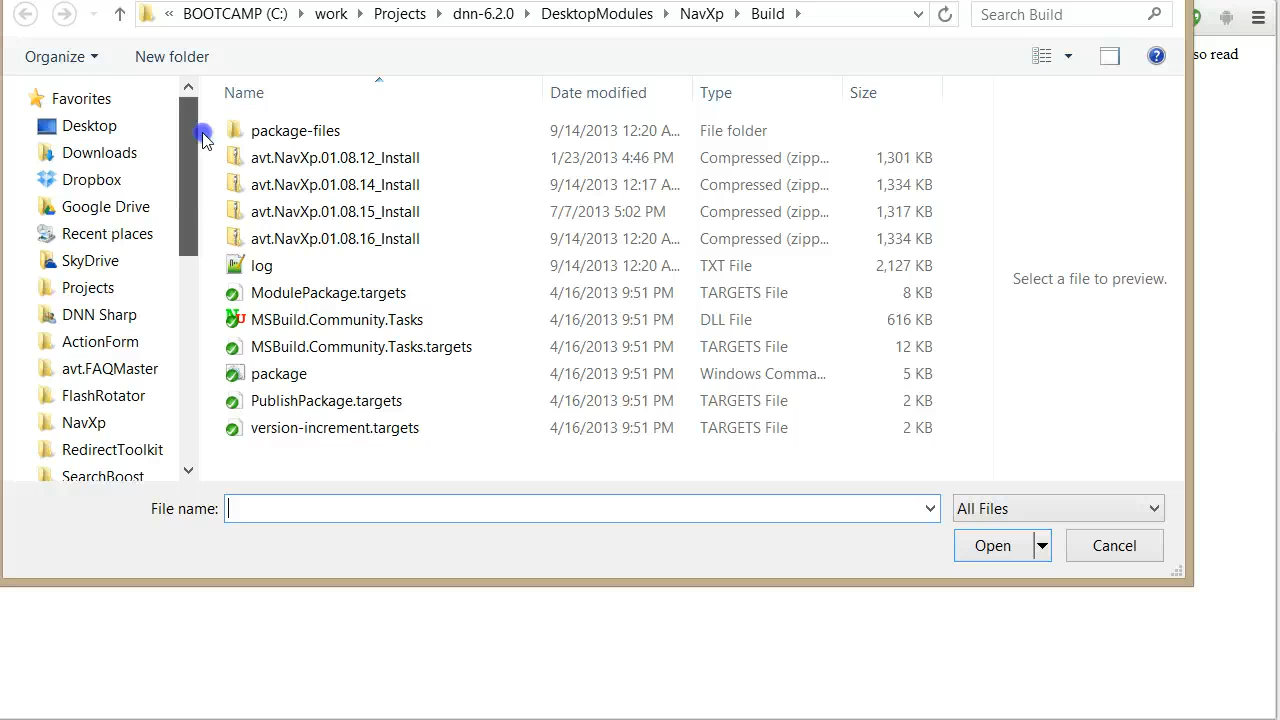 « BOOTCAMP (C:) work Projects dnn-6.2.0 DesktopModules NavXp Build Search Build
so read
Organize New folder
Name Date modified Type Size
Favorites
Desktop
Downloads
Dropbox
Google Drive
Recent places
SkyDrive
Projects
DNN Sharp
ActionForm
avt.FAQMaster
FlashRotator
NavXp
RedirectToolkit
SearchBoost
package-files 9/14/2013 12:20 A... File folder
avt.NavXp.01.08.12_Install 1/23/2013 4:46 PM Compressed (zipp... 1,301 KB
avt.NavXp.01.08.14_Install 9/14/2013 12:17 A... Compressed (zipp... 1,334 KB
avt.NavXp.01.08.15_Install 7/7/2013 5:02 PM Compressed (zipp... 1,317 KB
avt.NavXp.01.08.16_Install 9/14/2013 12:20 A... Compressed (zipp... 1,334 KB
log 9/14/2013 12:20 A... TXT File 2,127 KB
ModulePackage.targets 4/16/2013 9:51 PM TARGETS File 8 KB
MSBuild.Community.Tasks 4/16/2013 9:51 PM DLL File 616 KB
MSBuild.Community.Tasks.targets 4/16/2013 9:51 PM TARGETS File 12 KB
package 4/16/2013 9:51 PM Windows Comma... 5 KB
PublishPackage.targets 4/16/2013 9:51 PM TARGETS File 2 KB
version-increment.targets 4/16/2013 9:51 PM TARGETS File 2 KB
Select a file to preview.
File name: All Files
Open Cancel